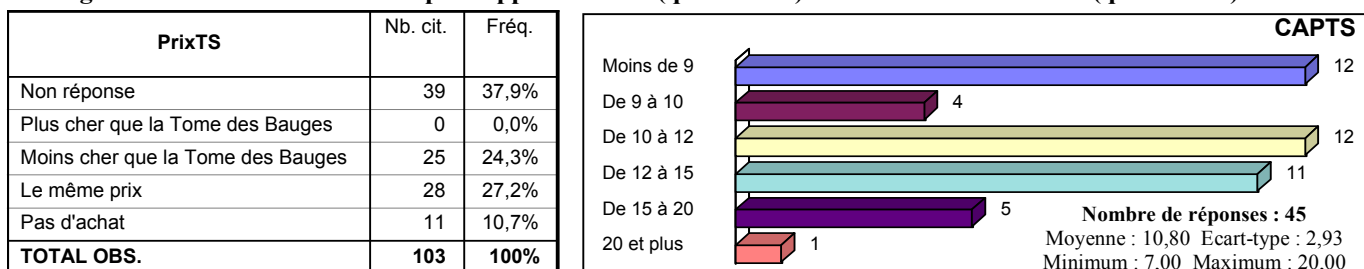 PrixTS Nb. cit. Fréq.
Non réponse 39 37,9%
Plus cher que la Tome des Bauges 0 0,0%
Moins cher que la Tome des Bauges 25 24,3%
Le même prix 28 27,2%
Pas d'achat 11 10,7%
TOTAL OBS. 103 100%
CAPTS
Moins de 9 12
De 9 à 10 4
De 10 à 12 12
De 12 à 15 11
De 15 à 20 5
20 et plus 1
Nombre de réponses : 45
Moyenne : 10,80 Ecart-type : 2,93
Minimum : 7,00 Maximum : 20,00